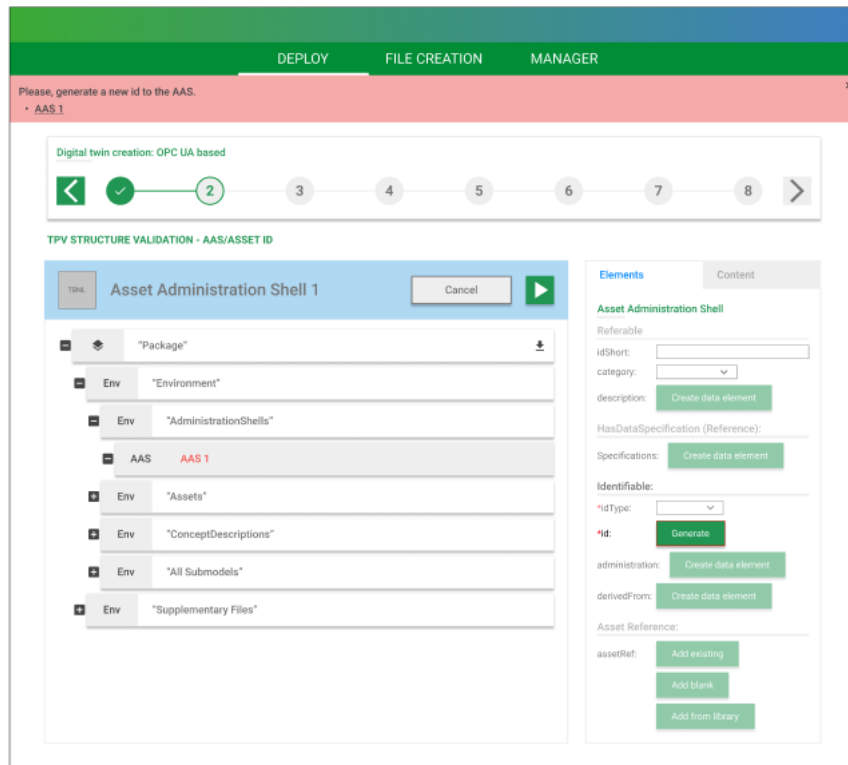 DEPLOY FILE CREATION MANAGER
Please, generate a new id to the AAS.
• AAS 1
Digital twin creation: OPC UA based
2 3 4 5 6 7 8
TPV STRUCTURE VALIDATION - AAS/ASSET ID
Asset Administration Shell 1
Cancel
"Package"
Env "Environment"
Env "AdministrationShells"
AAS AAS 1
Env "Assets"
Env "ConceptDescriptions"
Env "All Submodels"
Env "Supplementary Files"
Elements Content
Asset Administration Shell
Referable
idShort:
category:
description: Create data element
HasDataSpecification (Reference):
Specifications: Create data element
Identifiable:
*idType:
*id: Generate
administration: Create data element
derivedFrom: Create data element
Asset Reference:
assetRef: Add existing
Add blank
Add from library